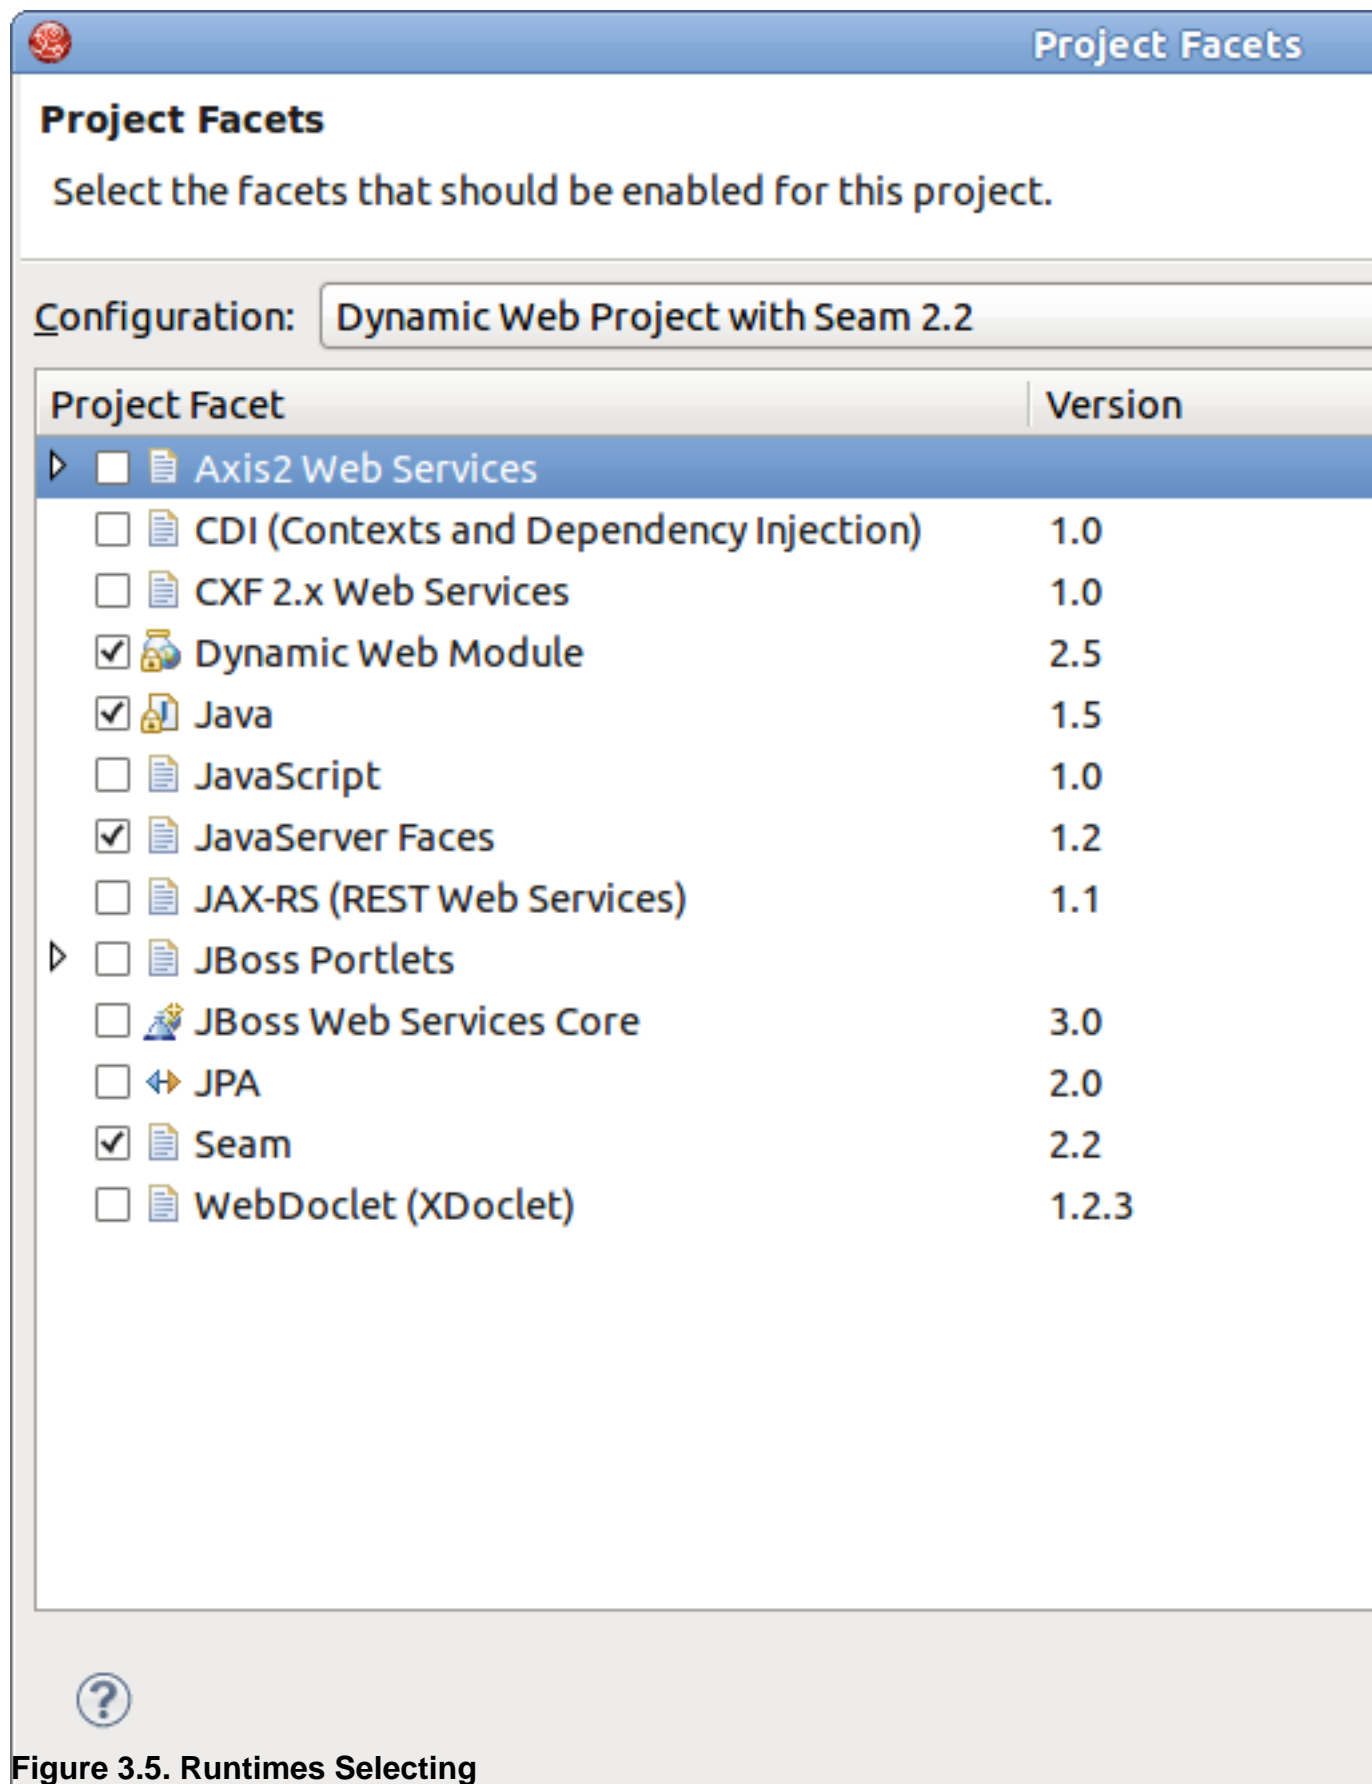 Project Facets
Project Facets
Select the facets that should be enabled for this project.
Configuration: Dynamic Web Project with Seam 2.2
Project Facet Version
Axis2 Web Services
CDI (Contexts and Dependency Injection) 1.0
CXF 2.x Web Services 1.0
Dynamic Web Module 2.5
Java 1.5
JavaScript 1.0
JavaServer Faces 1.2
JAX-RS (REST Web Services) 1.1
JBoss Portlets
JBoss Web Services Core 3.0
JPA 2.0
Seam 2.2
WebDoclet (XDoclet) 1.2.3
?
Figure 3.5. Runtimes Selecting